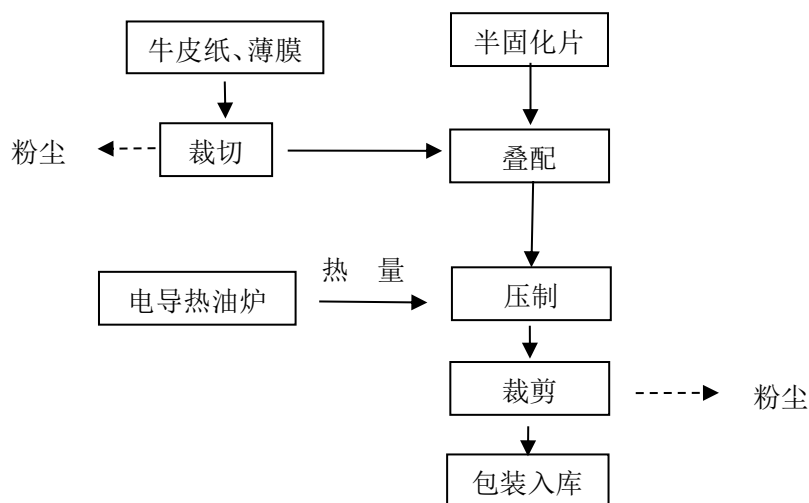 牛皮纸、薄膜
半固化片
粉尘
裁切
叠配
热 量
电导热油炉
压制
裁剪
粉尘
包装入库